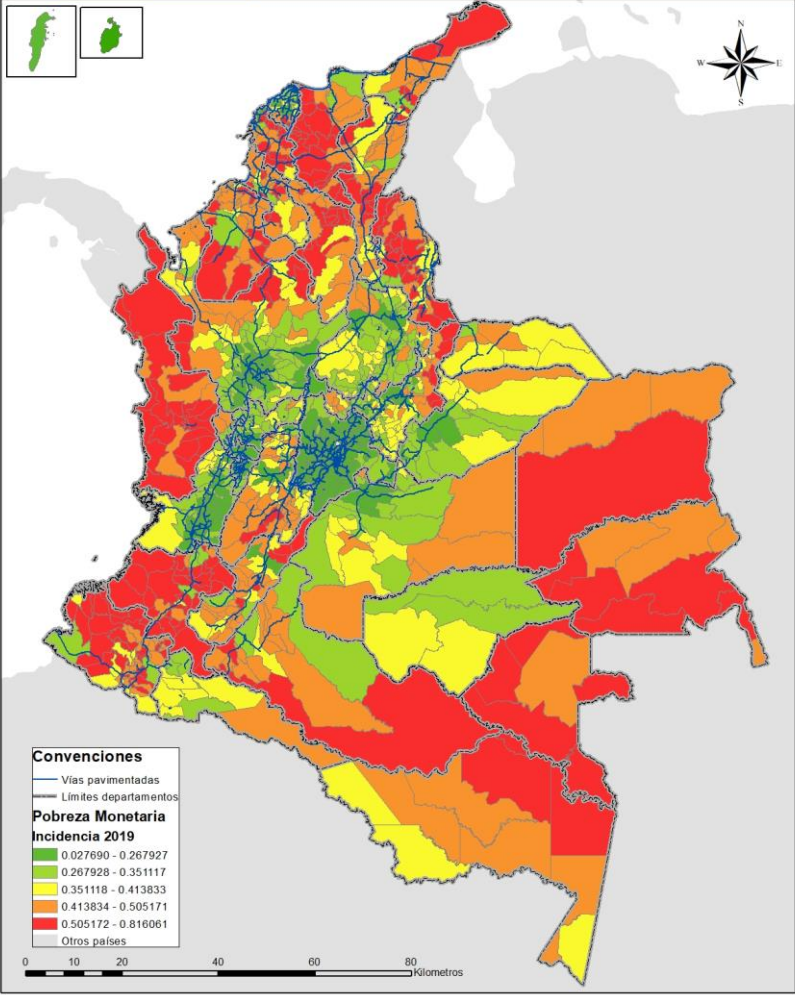 N
W E
S
Convenciones
Vías pavimentadas
Límites departamentos
Pobreza Monetaria
Incidencia 2019
0.027690 - 0.267927
0.267928 - 0.351117
0.351118 - 0.413833
0.413834 - 0.505171
0.505172 - 0.816061
Otros países
0 10 20 40 60 80
Kilometros